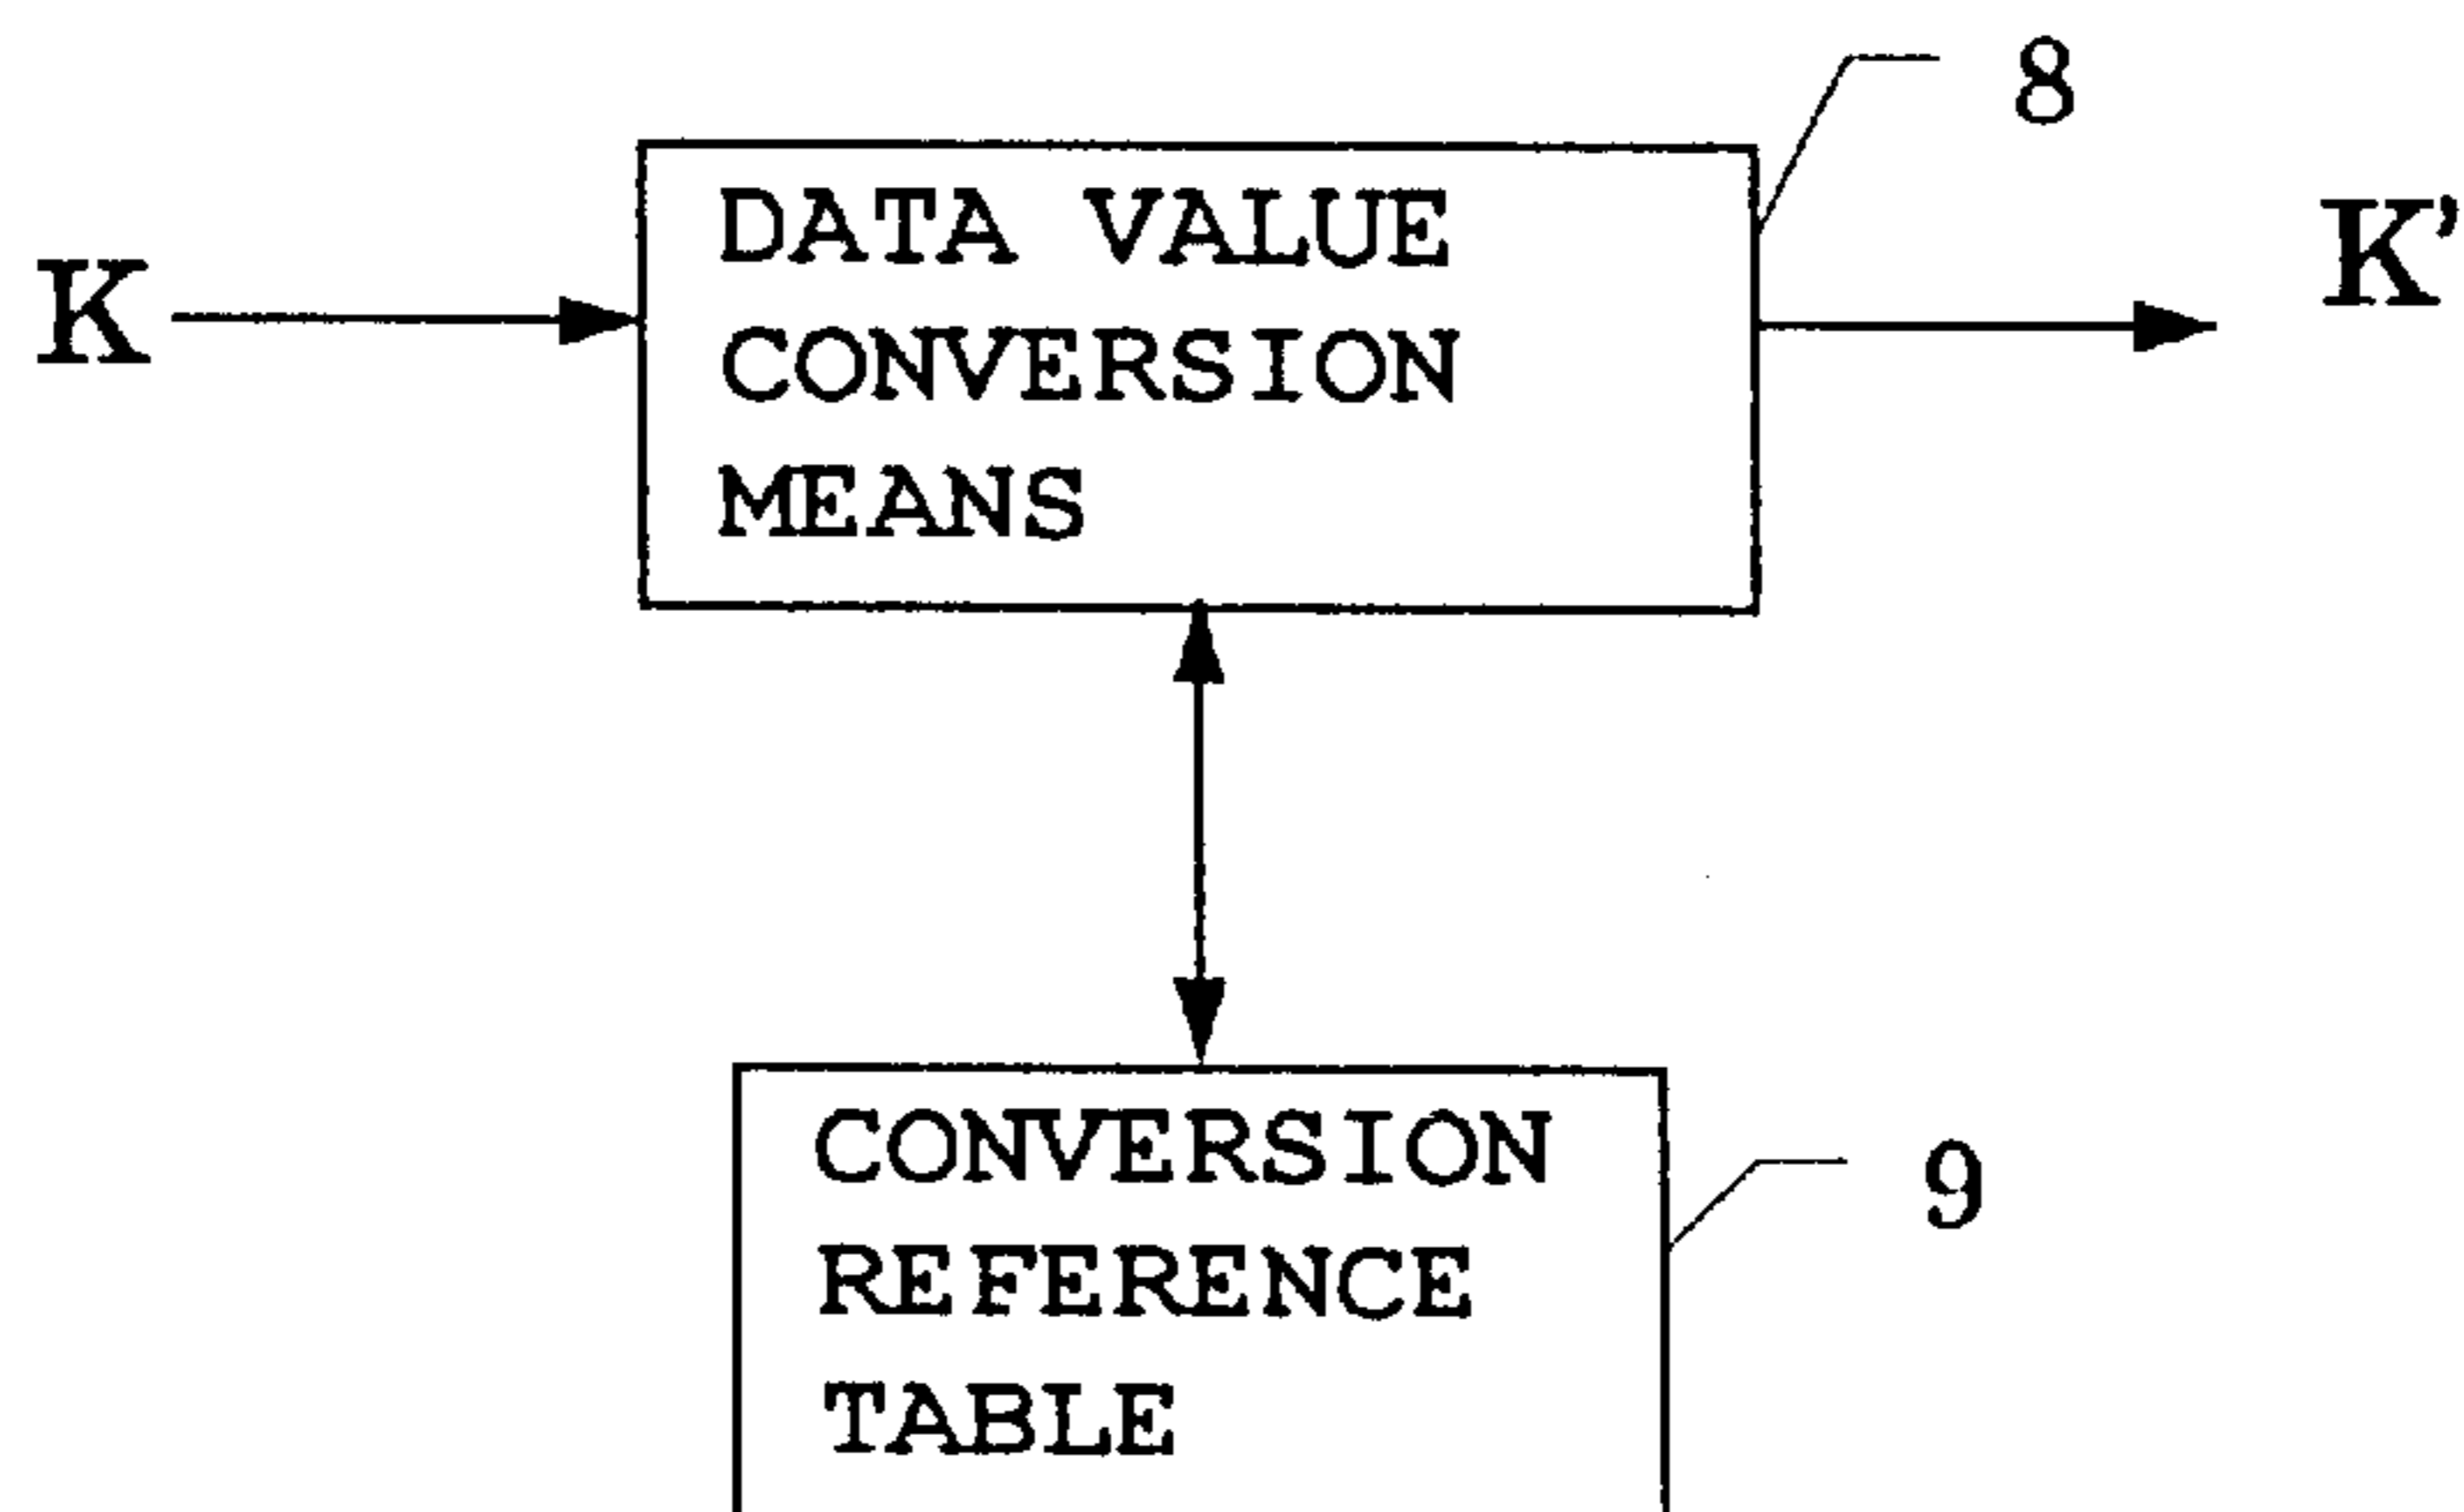 8
K
DATA VALUE
CONVERSION
MEANS
K'
CONVERSION
REFERENCE
TABLE
9